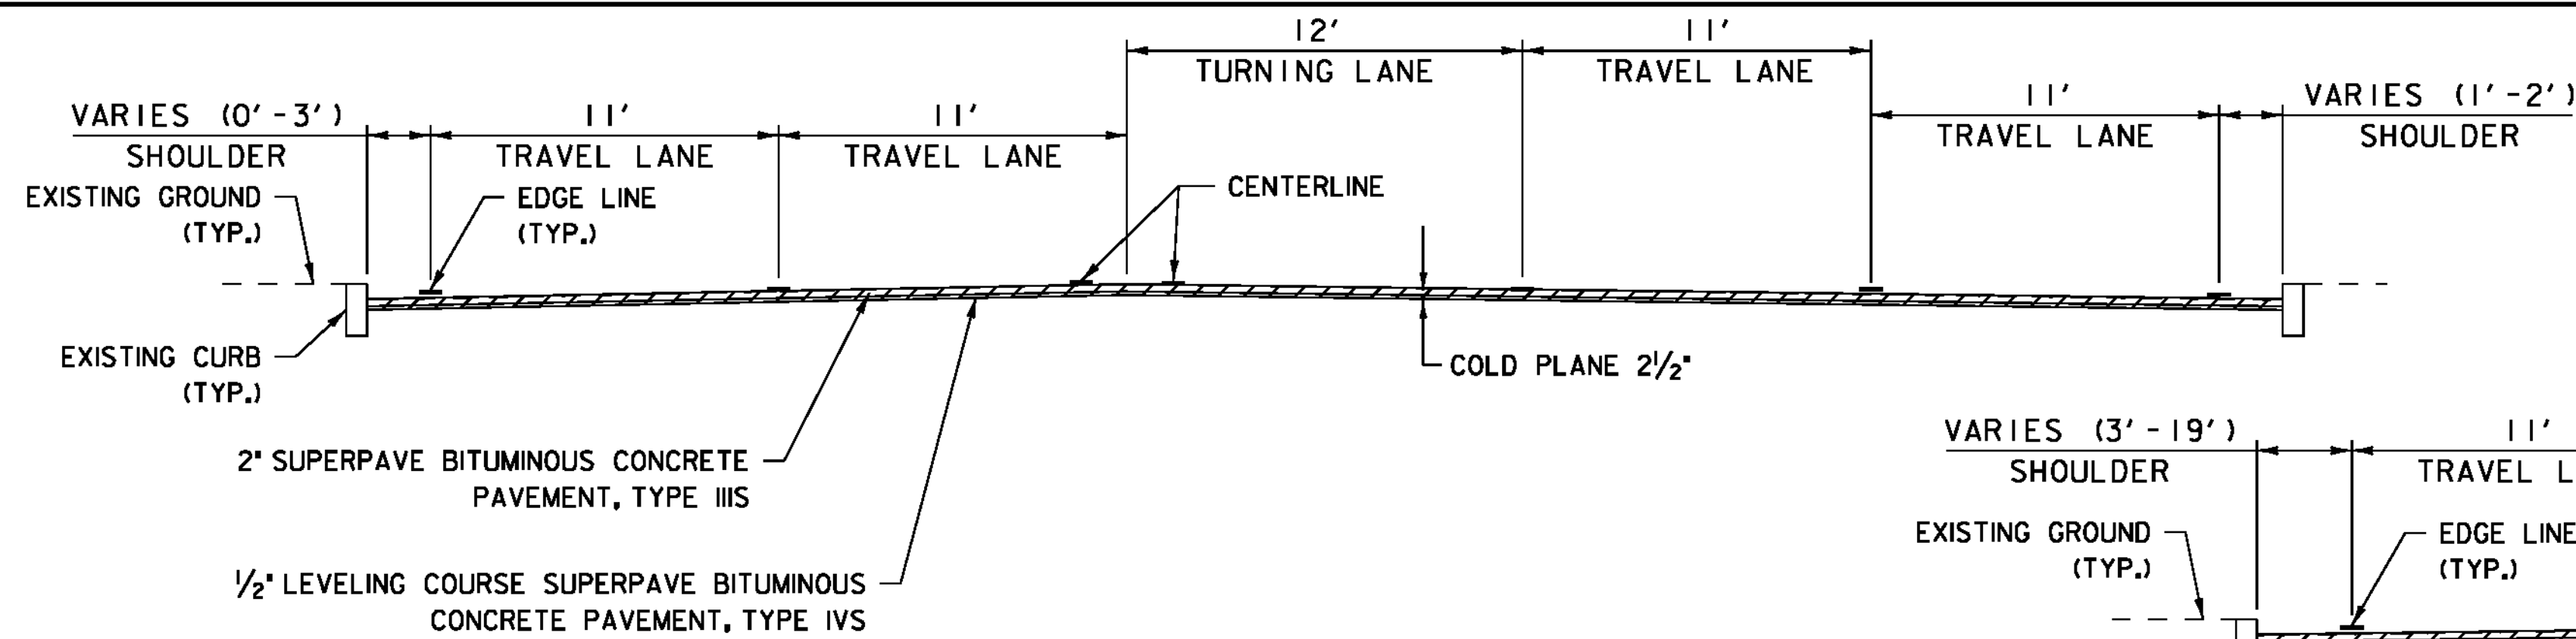 12' 11'
TURNING LANE TRAVEL LANE
VARIES (0'-3') 11' 11' 11' VARIES (1'-2')
SHOULDER TRAVEL LANE TRAVEL LANE TRAVEL LANE SHOULDER
EXISTING GROUND
(TYP.)
EDGE LINE
(TYP.)
CENTERLINE
EXISTING CURB
(TYP.)
COLD PLANE 2½"
2" SUPERPAVE BITUMINOUS CONCRETE
PAVEMENT, TYPE IIIS
½" LEVELING COURSE SUPERPAVE BITUMINOUS
CONCRETE PAVEMENT, TYPE IVS
VARIES (3'-19') 11'
SHOULDER TRAVEL L
EXISTING GROUND
(TYP.)
EDGE LINE
(TYP.)